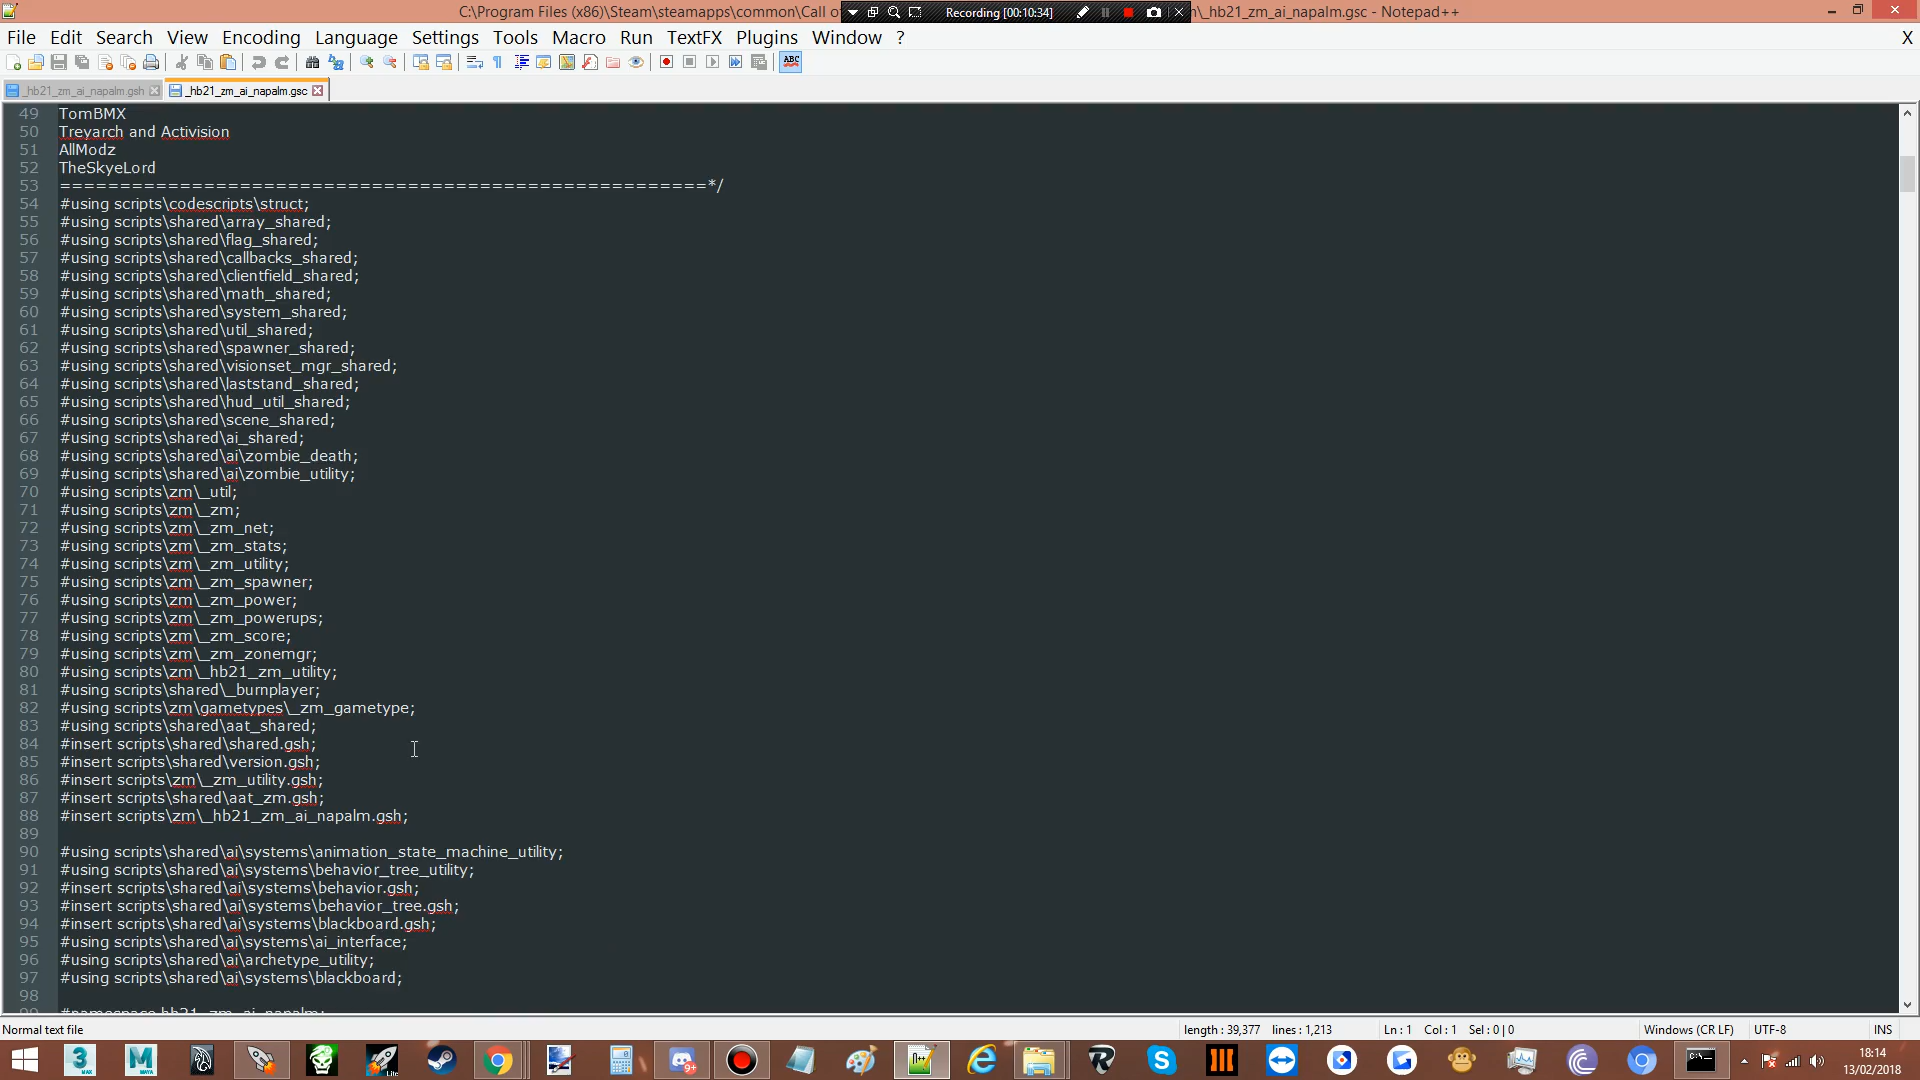 C:\Program Files (x86)\Steam\steamapps\common\Call o
Recording [00:10:34]
\_hb21_zm_ai_napalm.gsc - Notepad++
File Edit Search View Encoding Language Settings Tools Macro Run TextFX Plugins Window ? X
_hb21_zm_ai_napalm.gsh _hb21_zm_ai_napalm.gsc
49 TomBMX
50 Treyarch and Activision
51 AllModz
52 TheSkyeLord
53 ======================================================*/
54 #using scripts\codescripts\struct;
55 #using scripts\shared\array_shared;
56 #using scripts\shared\flag_shared;
57 #using scripts\shared\callbacks_shared;
58 #using scripts\shared\clientfield_shared;
59 #using scripts\shared\math_shared;
60 #using scripts\shared\system_shared;
61 #using scripts\shared\util_shared;
62 #using scripts\shared\spawner_shared;
63 #using scripts\shared\visionset_mgr_shared;
64 #using scripts\shared\laststand_shared;
65 #using scripts\shared\hud_util_shared;
66 #using scripts\shared\scene_shared;
67 #using scripts\shared\ai_shared;
68 #using scripts\shared\ai\zombie_death;
69 #using scripts\shared\ai\zombie_utility;
70 #using scripts\zm\_util;
71 #using scripts\zm\_zm;
72 #using scripts\zm\_zm_net;
73 #using scripts\zm\_zm_stats;
74 #using scripts\zm\_zm_utility;
75 #using scripts\zm\_zm_spawner;
76 #using scripts\zm\_zm_power;
77 #using scripts\zm\_zm_powerups;
78 #using scripts\zm\_zm_score;
79 #using scripts\zm\_zm_zonemgr;
80 #using scripts\zm\_hb21_zm_utility;
81 #using scripts\shared\_burnplayer;
82 #using scripts\zm\gametypes\_zm_gametype;
83 #using scripts\shared\aat_shared;
84 #insert scripts\shared\shared.gsh;
85 #insert scripts\shared\version.gsh;
86 #insert scripts\zm\_zm_utility.gsh;
87 #insert scripts\shared\aat_zm.gsh;
88 #insert scripts\zm\_hb21_zm_ai_napalm.gsh;
89
90 #using scripts\shared\ai\systems\animation_state_machine_utility;
91 #using scripts\shared\ai\systems\behavior_tree_utility;
92 #insert scripts\shared\ai\systems\behavior.gsh;
93 #insert scripts\shared\ai\systems\behavior_tree.gsh;
94 #insert scripts\shared\ai\systems\blackboard.gsh;
95 #using scripts\shared\ai\systems\ai_interface;
96 #using scripts\shared\ai\archetype_utility;
97 #using scripts\shared\ai\systems\blackboard;
98
99 #namespace hb21_zm_ai_napalm;
Normal text file length : 39,377 lines : 1,213 Ln : 1 Col : 1 Sel : 0 | 0 Windows (CR LF) UTF-8 INS
18:14
13/02/2018